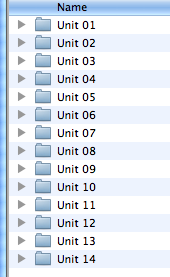 Name
Unit 01
Unit 02
Unit 03
Unit 04
Unit 05
Unit 06
Unit 07
Unit 08
Unit 09
Unit 10
Unit 11
Unit 12
Unit 13
Unit 14